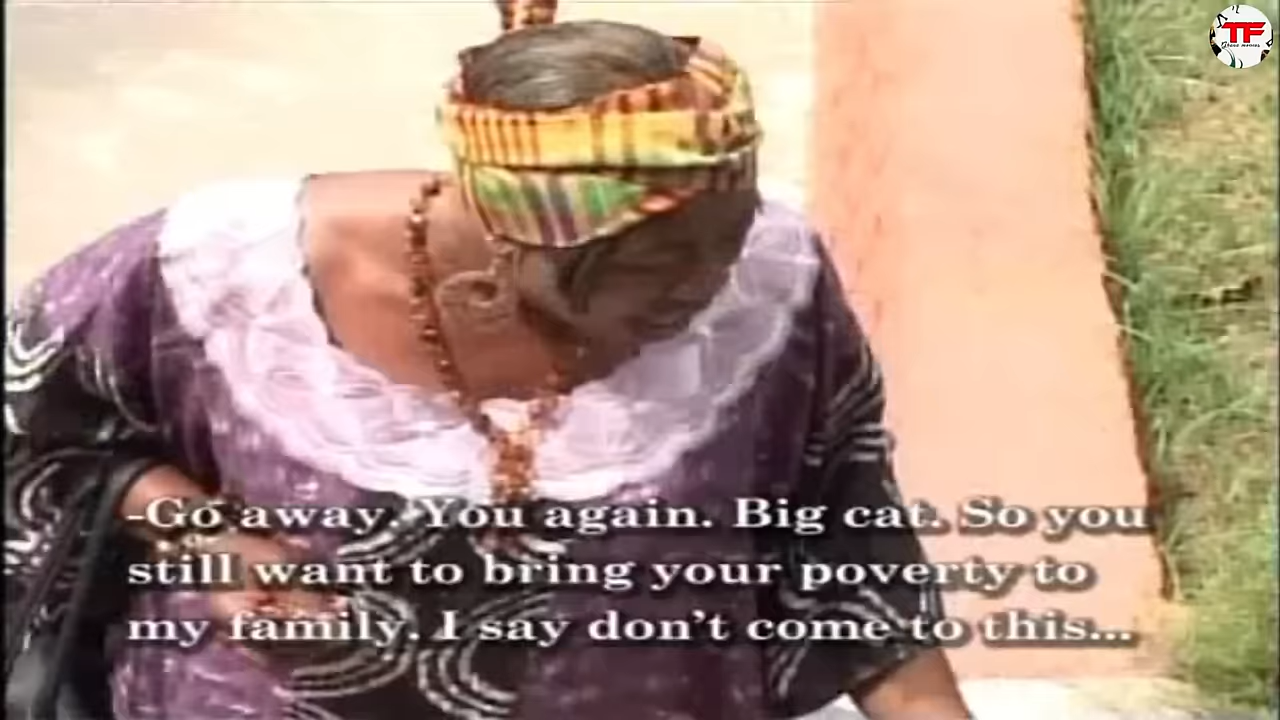 TF
-Go away. You again. Big cat. So you
still want to bring your poverty to
my family. I say don't come to this...